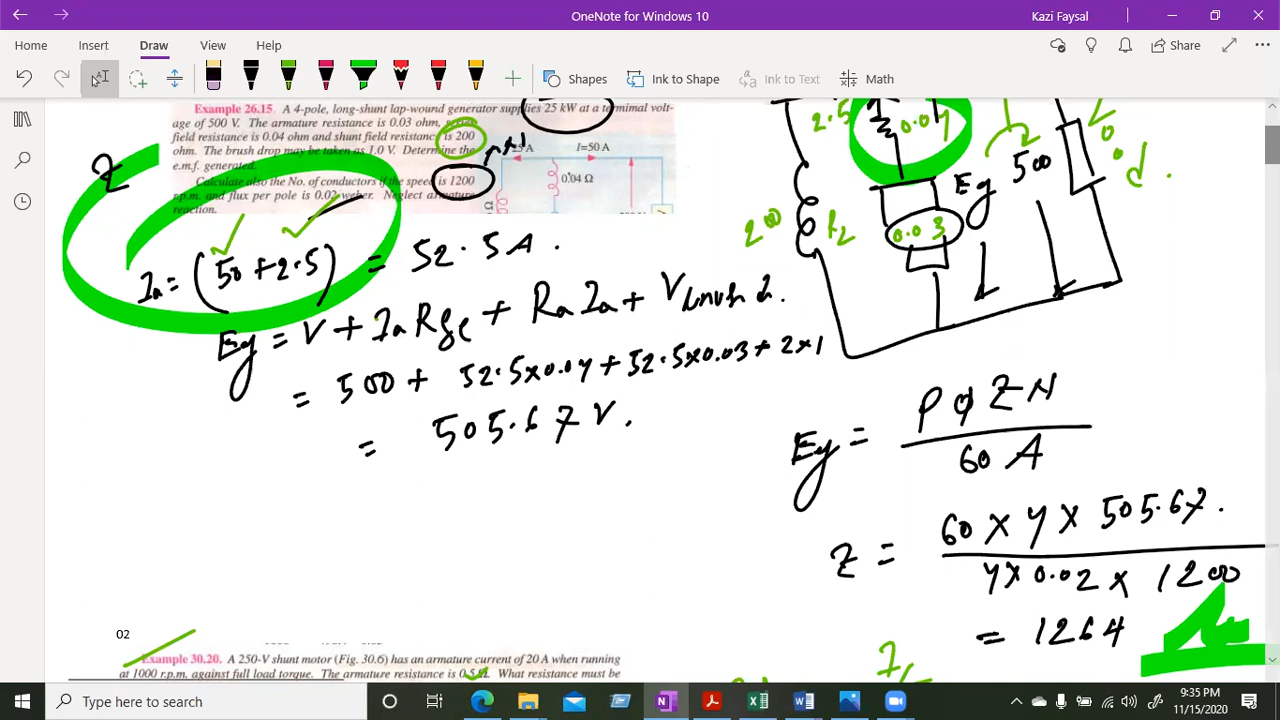 OneNote for Windows 10
Kazi Faysal
Home Insert Draw View Help
Share
Shapes Ink to Shape Ink to Text Math
Example 26.15. A 4-pole, long-shunt lap-wound generator supplies 25 kW at a termimal volt-
age of 500 V. The armature resistance is 0.03 ohm,
field resistance is 0.04 ohm and shunt field resistance is 200
ohm. The brush drop may be taken as 1.0 V. Determine the
e.m.f. generated.
Calculate also the No. of conductors if the speed is 1200
r.p.m. and flux per pole is 0.02 weber. Neglect armature
reaction.
25 A I=50 A
0.04 Ω
Z
Ia = (50 + 2.5) = 52.5 A.
Eg = V + Ia Rse + Ra Ia +
= 500 + 52.5×0.04 + 52.5×0.03 + 2×1
= 505.67 V.
2.5 0.04
200
0.03
Eg 500
Eg = PφZN
60 A
Z = 60 × 4 × 505.67.
4× 0.02 × 1200
= 1264
02
Example 30.20. A 250-V shunt motor (Fig. 30.6) has an armature current of 20 A when running
at 1000 r.p.m. against full load torque. The armature resistance is 0.5 Ω. What resistance must be
Type here to search
9:35 PM
11/15/2020